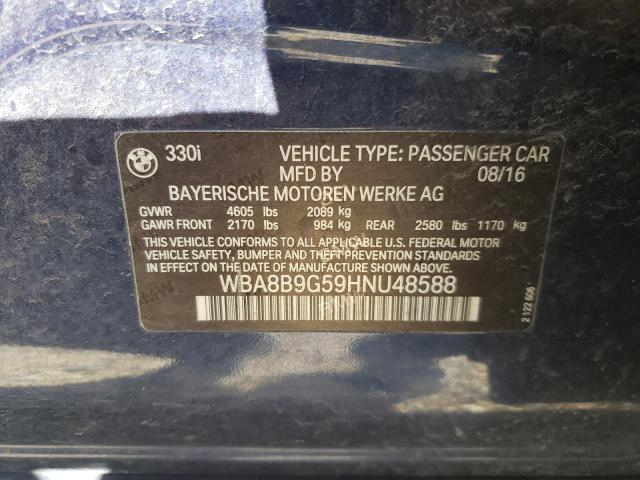 BMW 330i VEHICLE TYPE: PASSENGER CAR
MFD BY 08/16
BAYERISCHE MOTOREN WERKE AG
GVWR 4605 lbs 2089 kg
GAWR FRONT 2170 lbs 984 kg REAR 2580 lbs 1170 kg
THIS VEHICLE CONFORMS TO ALL APPLICABLE U.S. FEDERAL MOTOR
VEHICLE SAFETY, BUMPER AND THEFT PREVENTION STANDARDS
IN EFFECT ON THE DATE OF MANUFACTURE SHOWN ABOVE.
WBA8B9G59HNU48588
2 122 606